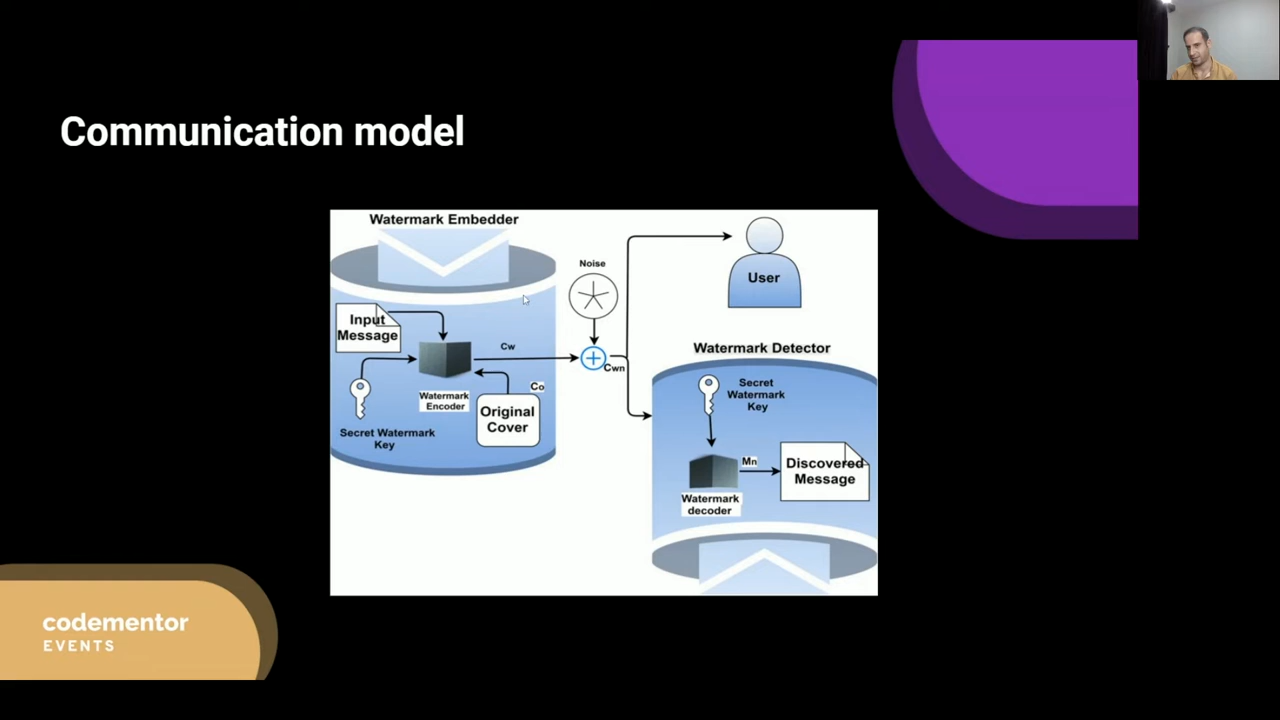 Communication model
Watermark Embedder
Noise
User
Input
Message
Cw
Cwn
Watermark Detector
Watermark
Encoder
Co
Original
Cover
Secret Watermark
Key
Secret
Watermark
Key
Mn
Discovered
Message
Watermark
decoder
codementor
EVENTS